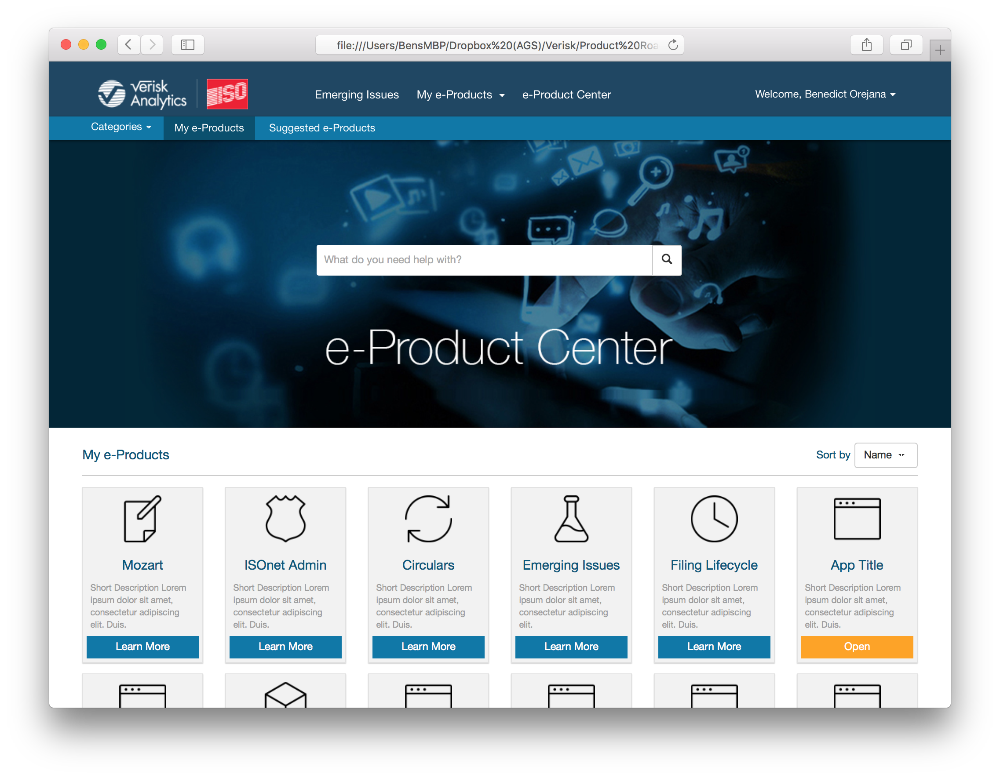 file:///Users/BensMBP/Dropbox%20(AGS)/Verisk/Product%20Roa
Verisk Analytics
ISO
Emerging Issues My e-Products e-Product Center
Welcome, Benedict Orejana
Categories My e-Products Suggested e-Products
What do you need help with?
e-Product Center
My e-Products
Sort by Name
Mozart
Short Description Lorem
ipsum dolor sit amet,
consectetur adipiscing
elit. Duis.
Learn More
ISOnet Admin
Short Description Lorem
ipsum dolor sit amet,
consectetur adipiscing
elit. Duis.
Learn More
Circulars
Short Description Lorem
ipsum dolor sit amet,
consectetur adipiscing
elit. Duis.
Learn More
Emerging Issues
Short Description Lorem
ipsum dolor sit amet,
consectetur adipiscing
elit.
Learn More
Filing Lifecycle
Short Description Lorem
ipsum dolor sit amet,
consectetur adipiscing
elit. Duis.
Learn More
App Title
Short Description Lorem
ipsum dolor sit amet,
consectetur adipiscing
elit. Duis.
Open